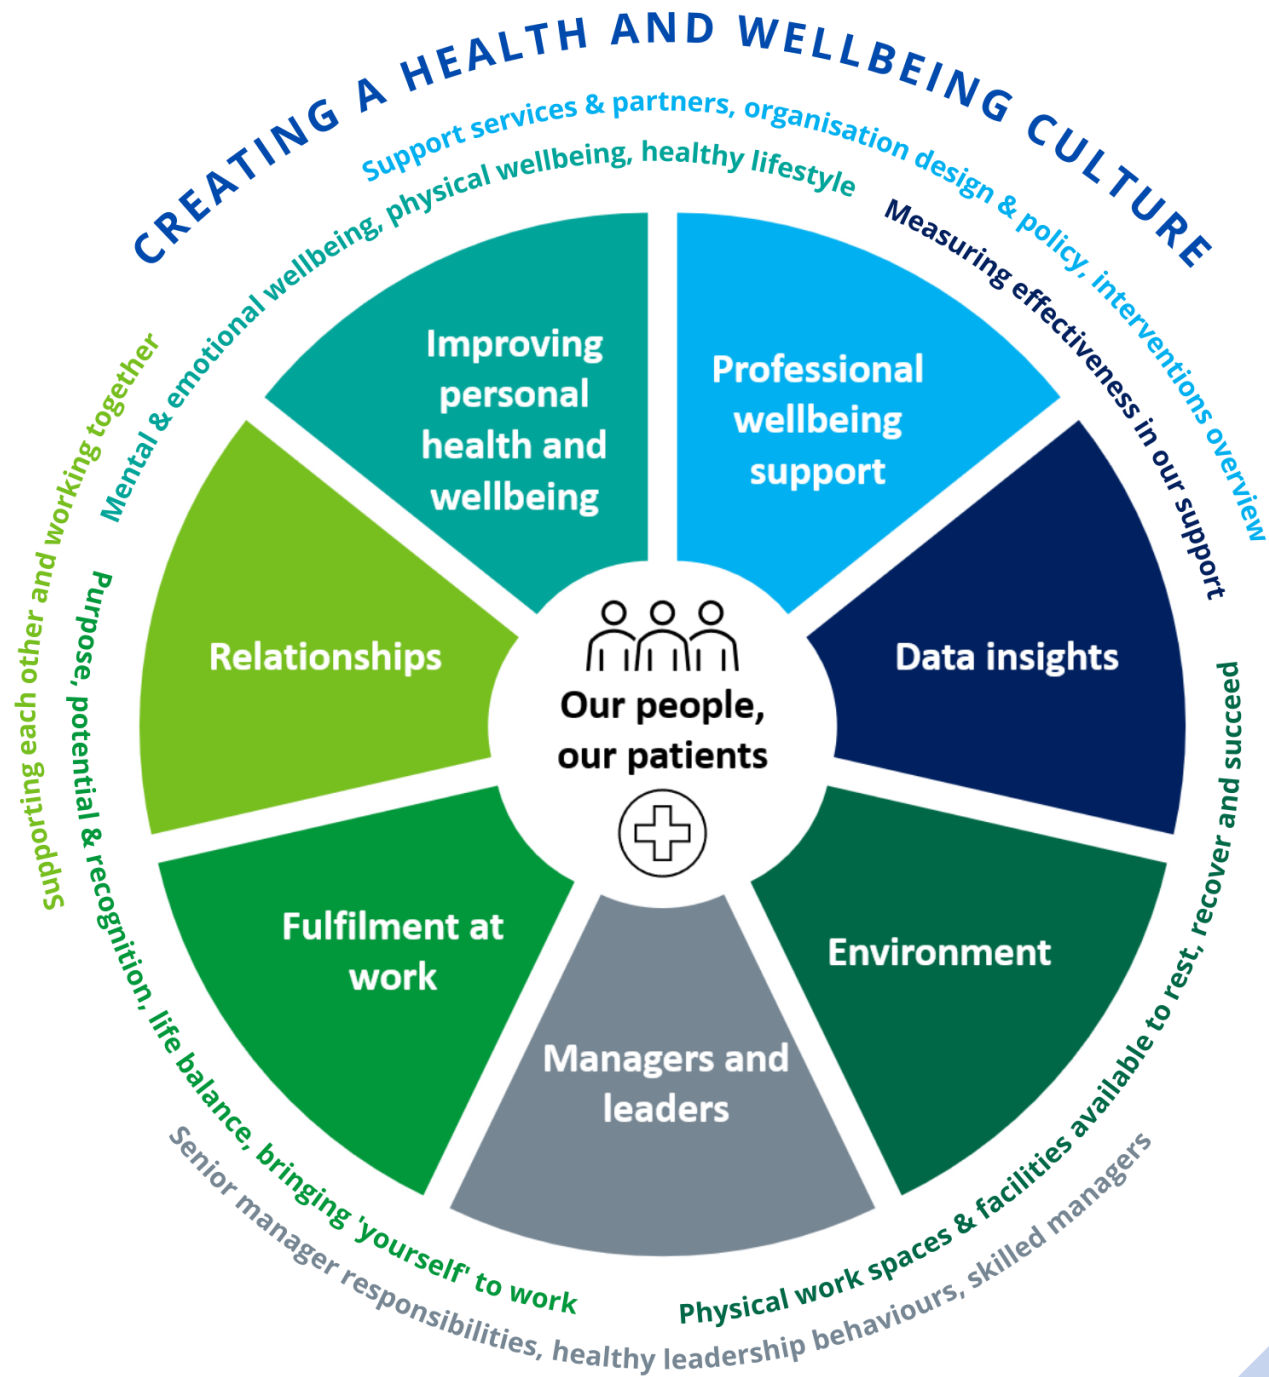 CREATING A HEALTH AND WELLBEING CULTURE
Support services & partners, organisation design & policy, interventions overview
Mental & emotional wellbeing, physical wellbeing, healthy lifestyle
Measuring effectiveness in our support
Improving
personal
health and
wellbeing
Professional
wellbeing
support
Supporting each other and working together
Relationships
Data insights
Our people,
our patients
Purpose, potential & recognition, life balance, bringing 'yourself' to work
Fulfilment at
work
Environment
Physical work spaces & facilities available to rest, recover and succeed
Managers and
leaders
Senior manager responsibilities, healthy leadership behaviours, skilled managers